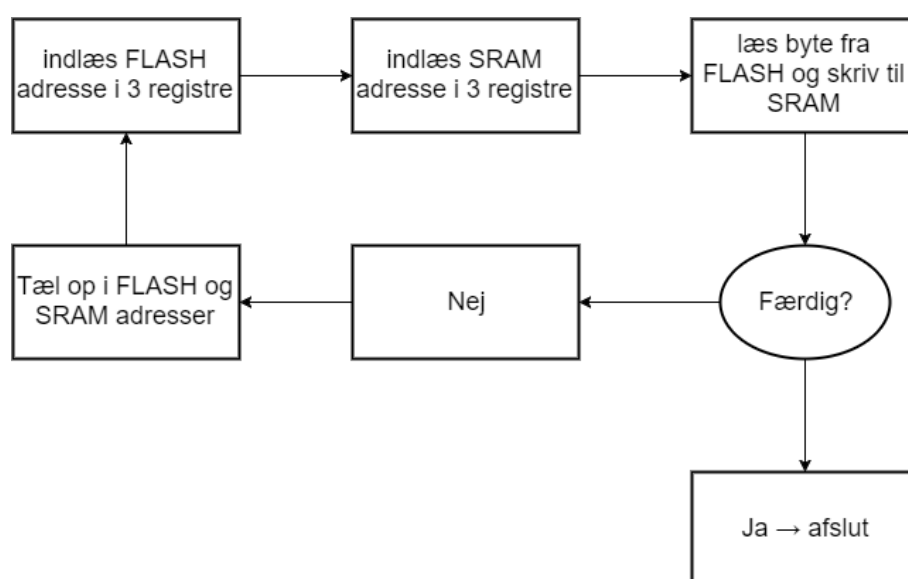 indlæs FLASH
adresse i 3 registre
indlæs SRAM
adresse i 3 registre
læs byte fra
FLASH og skriv til
SRAM
Tæl op i FLASH og
SRAM adresser
Nej
Færdig?
Ja → afslut